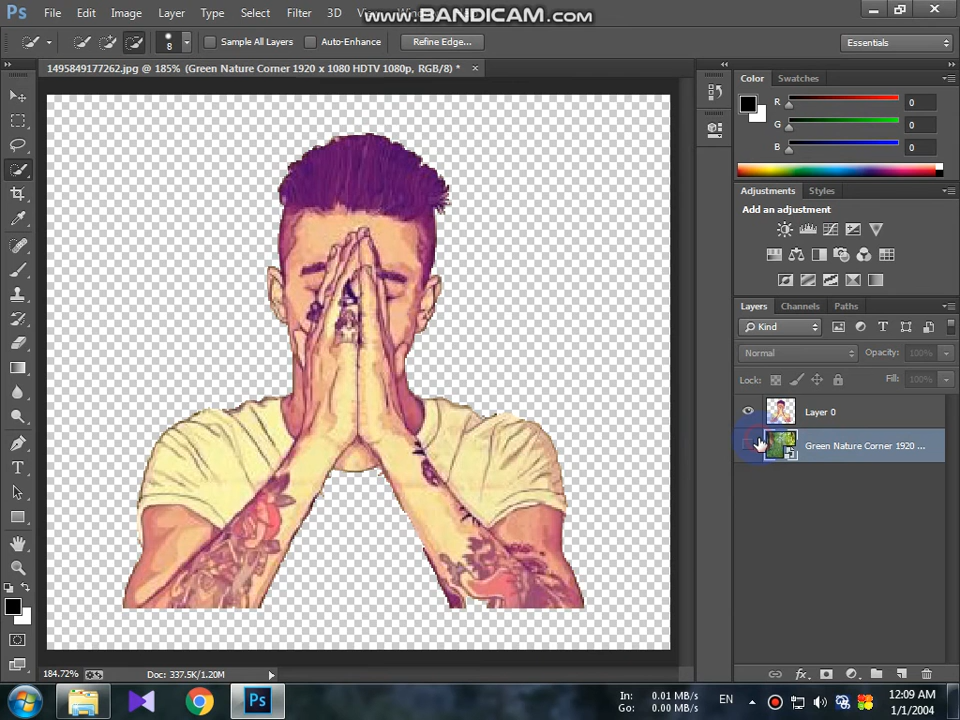 Ps File Edit Image Layer Type Select Filter 3D
www.BANDICAM.com
8 Sample All Layers Auto-Enhance Refine Edge... Essentials
1495849177262.jpg @ 185% (Green Nature Corner 1920 x 1080 HDTV 1080p, RGB/8) * ×
Color Swatches
R 0
G 0
B 0
Adjustments Styles
Add an adjustment
Layers Channels Paths
Kind
Normal Opacity: 100%
Lock: Fill: 100%
Layer 0
Green Nature Corner 1920 ...
184.72% Doc: 337.5K/1.20M
Ps In: 0.01 MB/s EN 12:09 AM
Go: 0.00 MB/s 1/1/2004